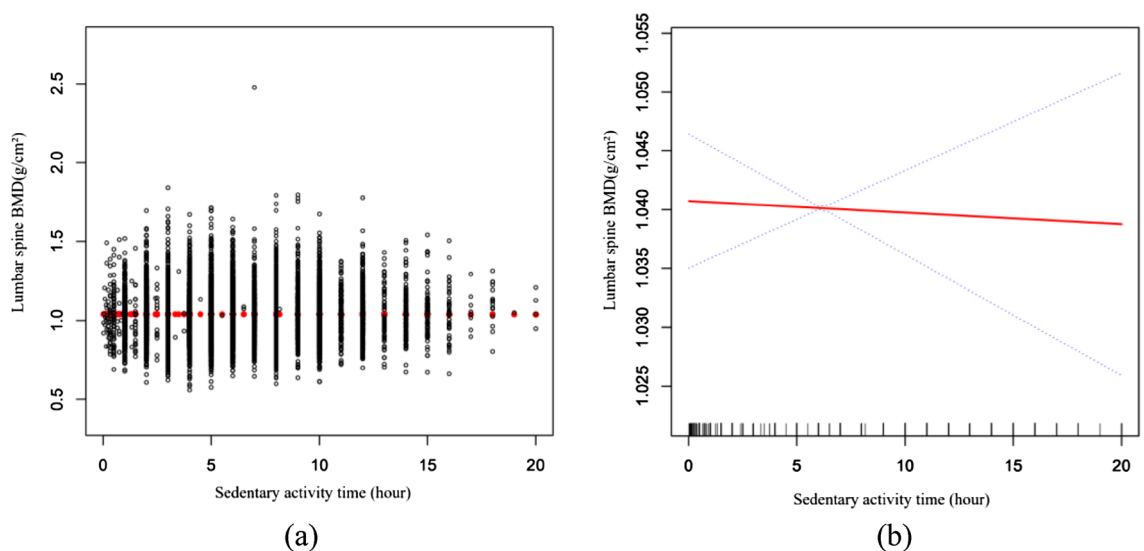 2.5
2.0
1.5
1.0
0.5
Lumbar spine BMD(g/cm²)
0 5 10 15 20
Sedentary activity time (hour)
(a)
1.055
1.050
1.045
1.040
1.035
1.030
1.025
Lumbar spine BMD(g/cm²)
0 5 10 15 20
Sedentary activity time (hour)
(b)